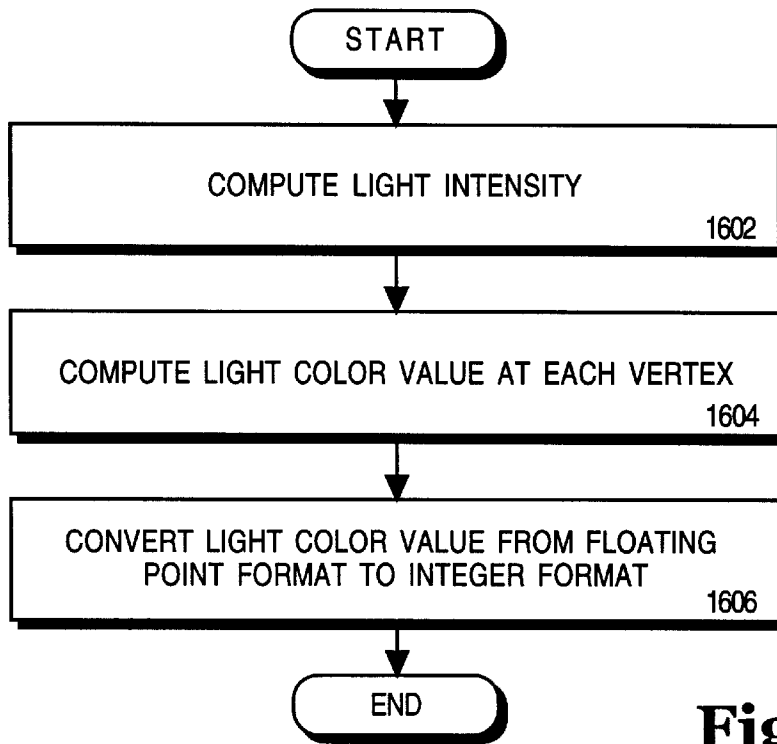 START
COMPUTE LIGHT INTENSITY
1602
COMPUTE LIGHT COLOR VALUE AT EACH VERTEX
1604
CONVERT LIGHT COLOR VALUE FROM FLOATING
POINT FORMAT TO INTEGER FORMAT
1606
END
Fig